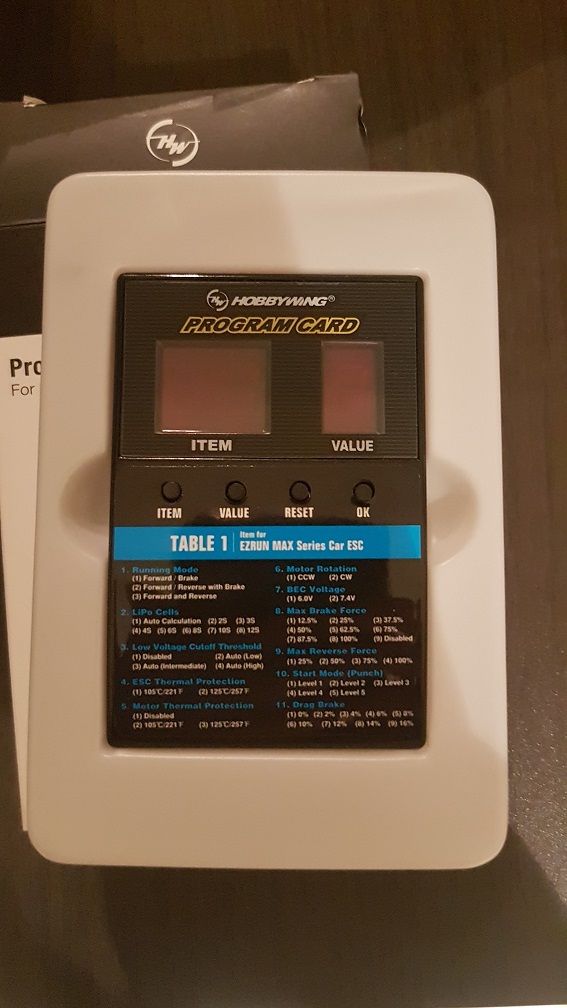 HW
Pro
For
HW HOBBYWING®
PROGRAM CARD
ITEM VALUE
ITEM VALUE RESET OK
TABLE 1 Item for
EZRUN MAX Series Car ESC
1. Running Mode
(1) Forward / Brake
(2) Forward / Reverse with Brake
(3) Forward and Reverse
2. LiPo Cells
(1) Auto Calculation (2) 2S (3) 3S
(4) 4S (5) 6S (6) 8S (7) 10S (8) 12S
3. Low Voltage Cutoff Threshold
(1) Disabled (2) Auto (Low)
(3) Auto (Intermediate) (4) Auto (High)
4. ESC Thermal Protection
(1) 105℃/221℉ (2) 125℃/257℉
5. Motor Thermal Protection
(1) Disabled
(2) 105℃/221℉ (3) 125℃/257℉
6. Motor Rotation
(1) CCW (2) CW
7. BEC Voltage
(1) 6.0V (2) 7.4V
8. Max Brake Force
(1) 12.5% (2) 25% (3) 37.5%
(4) 50% (5) 62.5% (6) 75%
(7) 87.5% (8) 100% (9) Disabled
9. Max Reverse Force
(1) 25% (2) 50% (3) 75% (4) 100%
10. Start Mode (Punch)
(1) Level 1 (2) Level 2 (3) Level 3
(4) Level 4 (5) Level 5
11. Drag Brake
(1) 0% (2) 2% (3) 4% (4) 6% (5) 8%
(6) 10% (7) 12% (8) 14% (9) 16%